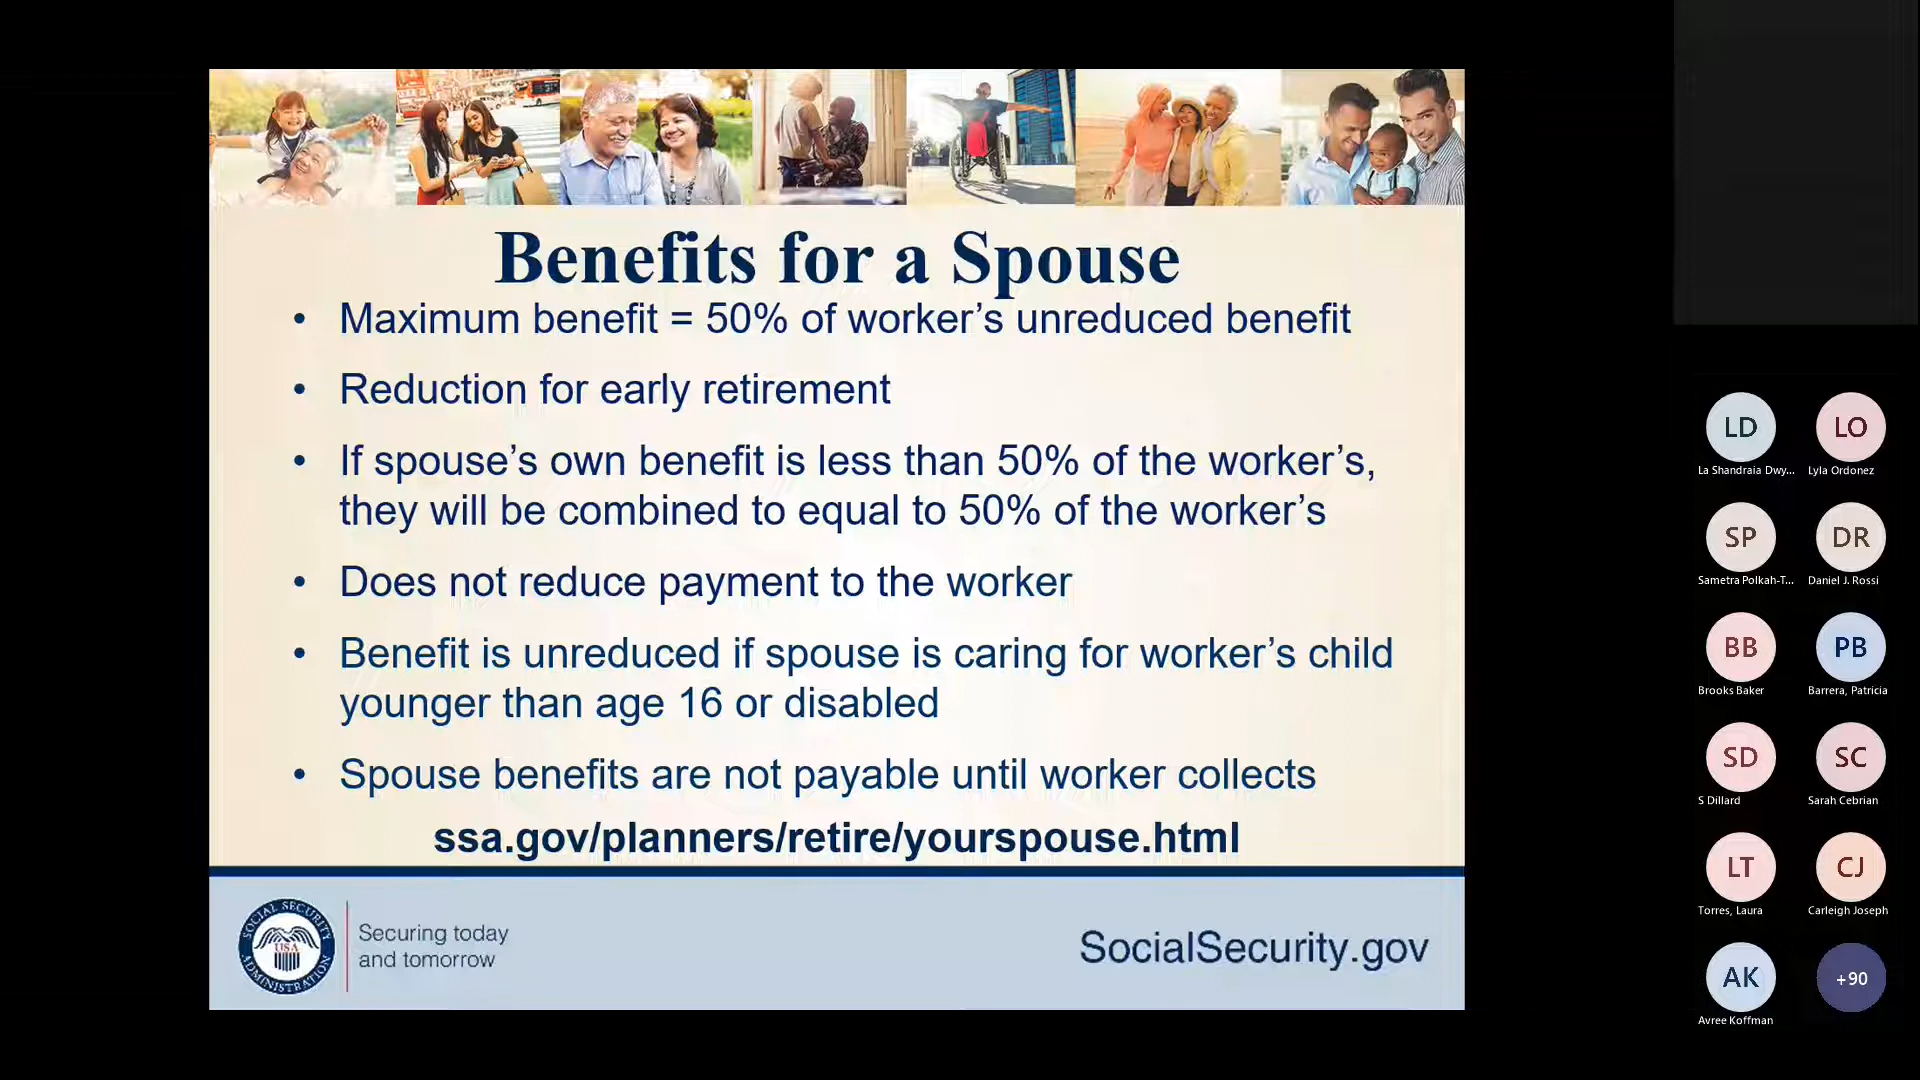 Benefits for a Spouse
• Maximum benefit = 50% of worker's unreduced benefit
• Reduction for early retirement
• If spouse's own benefit is less than 50% of the worker's,
they will be combined to equal to 50% of the worker's
• Does not reduce payment to the worker
• Benefit is unreduced if spouse is caring for worker's child
younger than age 16 or disabled
• Spouse benefits are not payable until worker collects
ssa.gov/planners/retire/yourspouse.html
SOCIAL SECURITY ADMINISTRATION
USA
Securing today
and tomorrow
SocialSecurity.gov
LD
LO
La Shandraia Dwy...
Lyla Ordonez
SP
DR
Sametra Polkah-T...
Daniel J. Rossi
BB
PB
Brooks Baker
Barrera, Patricia
SD
SC
S Dillard
Sarah Cebrian
LT
CJ
Torres, Laura
Carleigh Joseph
AK
+90
Avree Koffman